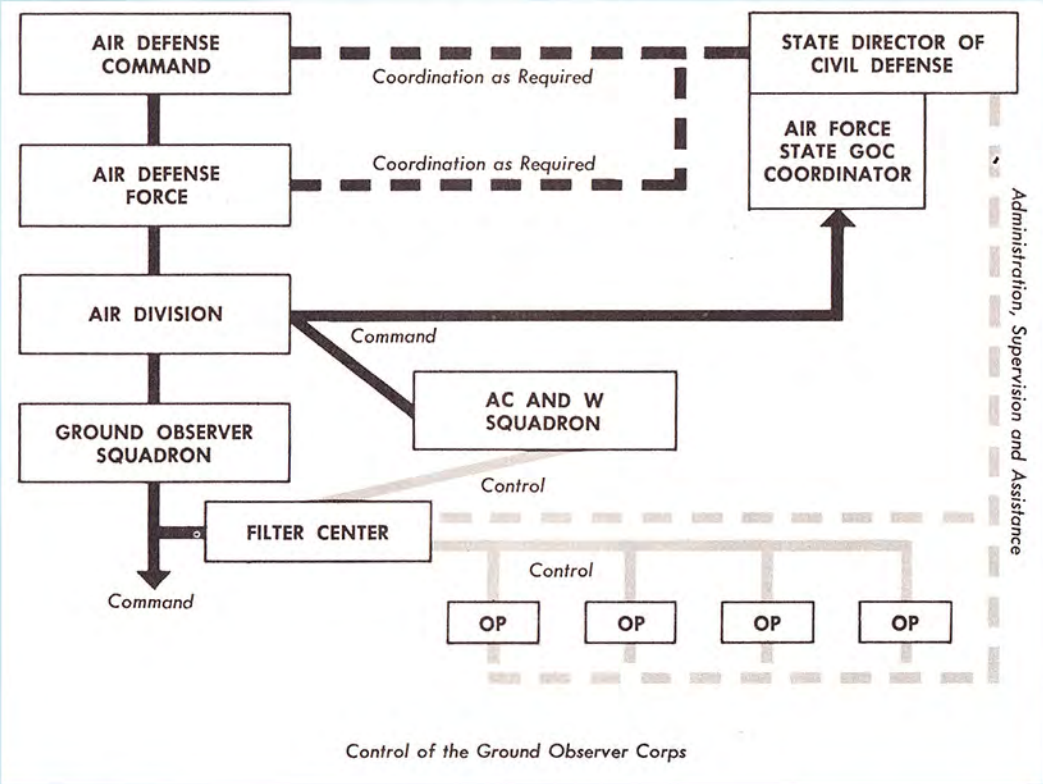 AIR DEFENSE
COMMAND
Coordination as Required
STATE DIRECTOR OF
CIVIL DEFENSE
AIR FORCE
STATE GOC
COORDINATOR
AIR DEFENSE
FORCE
Coordination as Required
Administration, Supervision and Assistance
AIR DIVISION
Command
AC AND W
SQUADRON
GROUND OBSERVER
SQUADRON
Control
FILTER CENTER
Control
Command
OP
OP
OP
OP
Control of the Ground Observer Corps